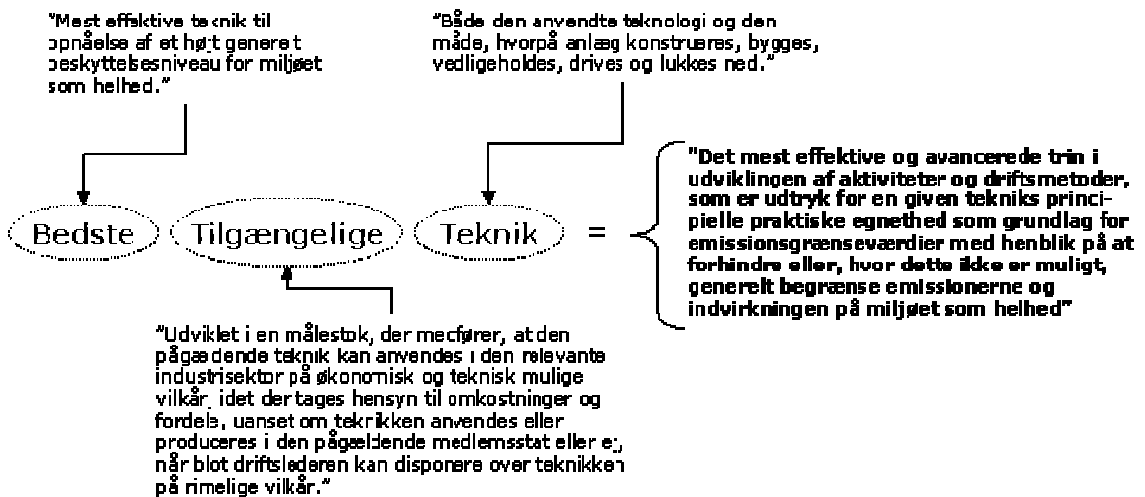 "Mest effektive teknik til
opnåelse af et højt generelt
beskyttelsesniveau for miljøet
som helhed."
"Både den anvendte teknologi og den
måde, hvorpå anlæg konstrueres, bygges,
vedligeholdes, drives og lukkes ned."
Bedste Tilgængelige Teknik =
"Det mest effektive og avancerede trin i
udviklingen af aktiviteter og driftsmetoder,
som er udtryk for en given tekniks princi-
pielle praktiske egnethed som grundlag for
emissionsgrænseværdier med henblik på at
forhindre eller, hvor dette ikke er muligt,
generelt begrænse emissionerne og
indvirkningen på miljøet som helhed"
"Udviklet i en målestok, der medfører, at den
pågældende teknik kan anvendes i den relevante
industrisektor på økonomisk og teknisk mulige
vilkår, idet der tages hensyn til omkostninger og
fordele, uanset om teknikken anvendes eller
produceres i den pågældende medlemsstat eller ej,
når blot driftslederen kan disponere over teknikken
på rimelige vilkår."